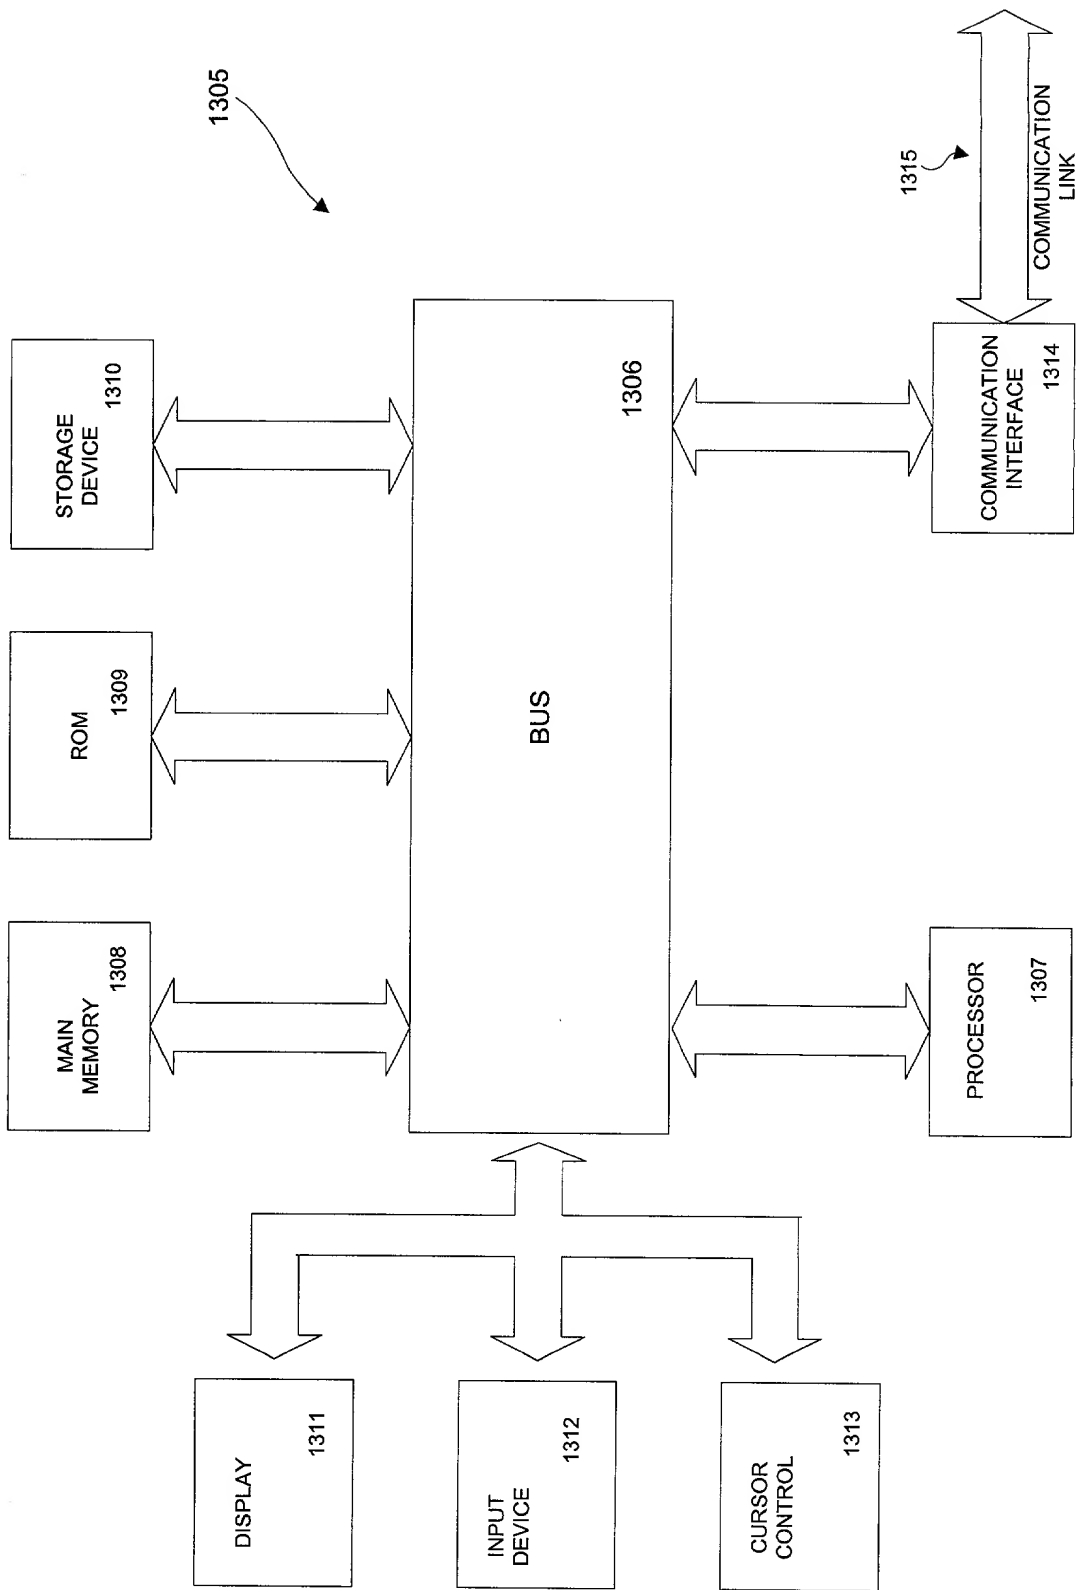 1305
MAIN
MEMORY
1308
ROM
1309
STORAGE
DEVICE
1310
DISPLAY
1311
INPUT
DEVICE
1312
CURSOR
CONTROL
1313
BUS
1306
PROCESSOR
1307
COMMUNICATION
INTERFACE
1314
1315
COMMUNICATION
LINK